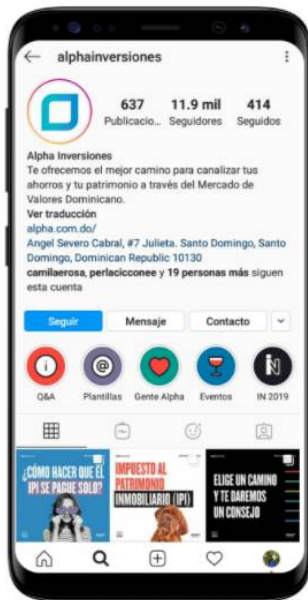 alphainversiones
637 11.9 mil 414
Publicacio... Seguidores Seguidos
Alpha Inversiones
Te ofrecemos el mejor camino para canalizar tus
ahorros y tu patrimonio a través del Mercado de
Valores Dominicano.
Ver traducción
alpha.com.do/
Angel Severo Cabral, #7 Julieta. Santo Domingo, Santo
Domingo, Dominican Republic 10130
camilaerosa, perlacicconee y 19 personas más siguen
esta cuenta
Seguir Mensaje Contacto
Q&A Plantillas Gente Alpha Eventos IN 2019
¿CÓMO HACER QUE EL
IPI SE PAGUE SOLO?
IMPUESTO AL
PATRIMONIO
INMOBILIARIO (IPI)
ELIGE UN CAMINO
Y TE DAREMOS
UN CONSEJO